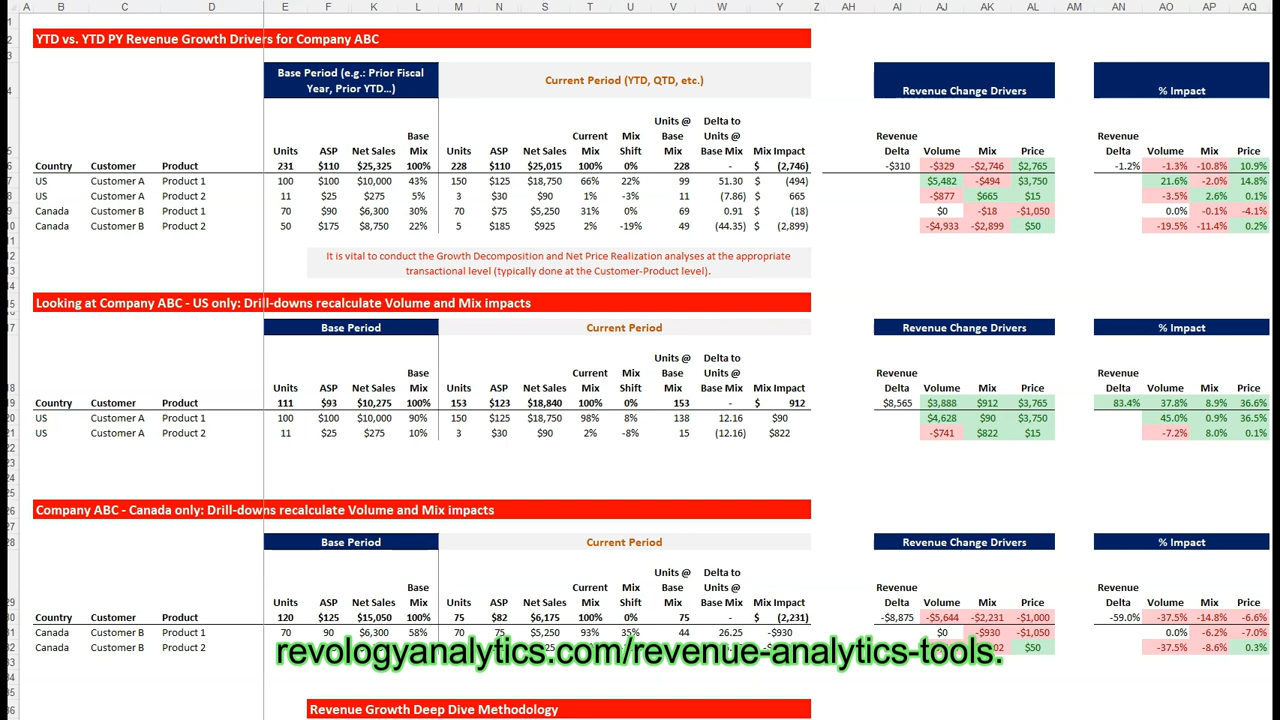 A B C D E F K L M N S T U V W Y Z AH AI AJ AK AL AM AN AO AP AQ
YTD vs. YTD PY Revenue Growth Drivers for Company ABC
Base Period (e.g.: Prior Fiscal Year, Prior YTD…) Current Period (YTD, QTD, etc.) Revenue Change Drivers % Impact
Country Customer Product Units ASP Net Sales Base Mix Units ASP Net Sales Current Mix Mix Shift Units @ Base Mix Delta to Units @ Base Mix Mix Impact Revenue Delta Volume Mix Price Revenue Delta Volume Mix Price
231 $110 $25,325 100% 228 $110 $25,015 100% 0% 228 - $ (2,746) -$310 -$329 -$2,746 $2,765 -1.2% -1.3% -10.8% 10.9%
US Customer A Product 1 100 $100 $10,000 43% 150 $125 $18,750 66% 22% 99 51.30 $ (494) $5,482 -$494 $3,750 21.6% -2.0% 14.8%
US Customer A Product 2 11 $25 $275 5% 3 $30 $90 1% -3% 11 (7.86) $ 665 -$877 $665 $15 -3.5% 2.6% 0.1%
Canada Customer B Product 1 70 $90 $6,300 30% 70 $75 $5,250 31% 0% 69 0.91 $ (18) $0 -$18 -$1,050 0.0% -0.1% -4.1%
Canada Customer B Product 2 50 $175 $8,750 22% 5 $185 $925 2% -19% 49 (44.35) $ (2,899) -$4,933 -$2,899 $50 -19.5% -11.4% 0.2%
It is vital to conduct the Growth Decomposition and Net Price Realization analyses at the appropriate
transactional level (typically done at the Customer-Product level).
Looking at Company ABC - US only: Drill-downs recalculate Volume and Mix impacts
Base Period Current Period Revenue Change Drivers % Impact
Country Customer Product Units ASP Net Sales Base Mix Units ASP Net Sales Current Mix Mix Shift Units @ Base Mix Delta to Units @ Base Mix Mix Impact Revenue Delta Volume Mix Price Revenue Delta Volume Mix Price
111 $93 $10,275 100% 153 $123 $18,840 100% 0% 153 - $ 912 $8,565 $3,888 $912 $3,765 83.4% 37.8% 8.9% 36.6%
US Customer A Product 1 100 $100 $10,000 90% 150 $125 $18,750 98% 8% 138 12.16 $90 $4,628 $90 $3,750 45.0% 0.9% 36.5%
US Customer A Product 2 11 $25 $275 10% 3 $30 $90 2% -8% 15 (12.16) $822 -$741 $822 $15 -7.2% 8.0% 0.1%
Company ABC - Canada only: Drill-downs recalculate Volume and Mix impacts
Base Period Current Period Revenue Change Drivers % Impact
Country Customer Product Units ASP Net Sales Base Mix Units ASP Net Sales Current Mix Mix Shift Units @ Base Mix Delta to Units @ Base Mix Mix Impact Revenue Delta Volume Mix Price Revenue Delta Volume Mix Price
120 $125 $15,050 100% 75 $82 $6,175 100% 0% 75 - $ (2,231) -$8,875 -$5,644 -$2,231 -$1,000 -59.0% -37.5% -14.8% -6.6%
Canada Customer B Product 1 70 90 $6,300 58% 70 75 $5,250 93% 35% 44 26.25 -$930 $0 -$930 -$1,050 0.0% -6.2% -7.0%
Canada Customer B Product 2 $50 -37.5% -8.6% 0.3%
revologyanalytics.com/revenue-analytics-tools.
Revenue Growth Deep Dive Methodology